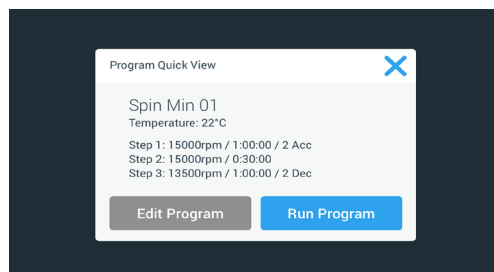 Program Quick View
Spin Min 01
Temperature: 22°C
Step 1: 15000rpm / 1:00:00 / 2 Acc
Step 2: 15000rpm / 0:30:00
Step 3: 13500rpm / 1:00:00 / 2 Dec
Edit Program
Run Program